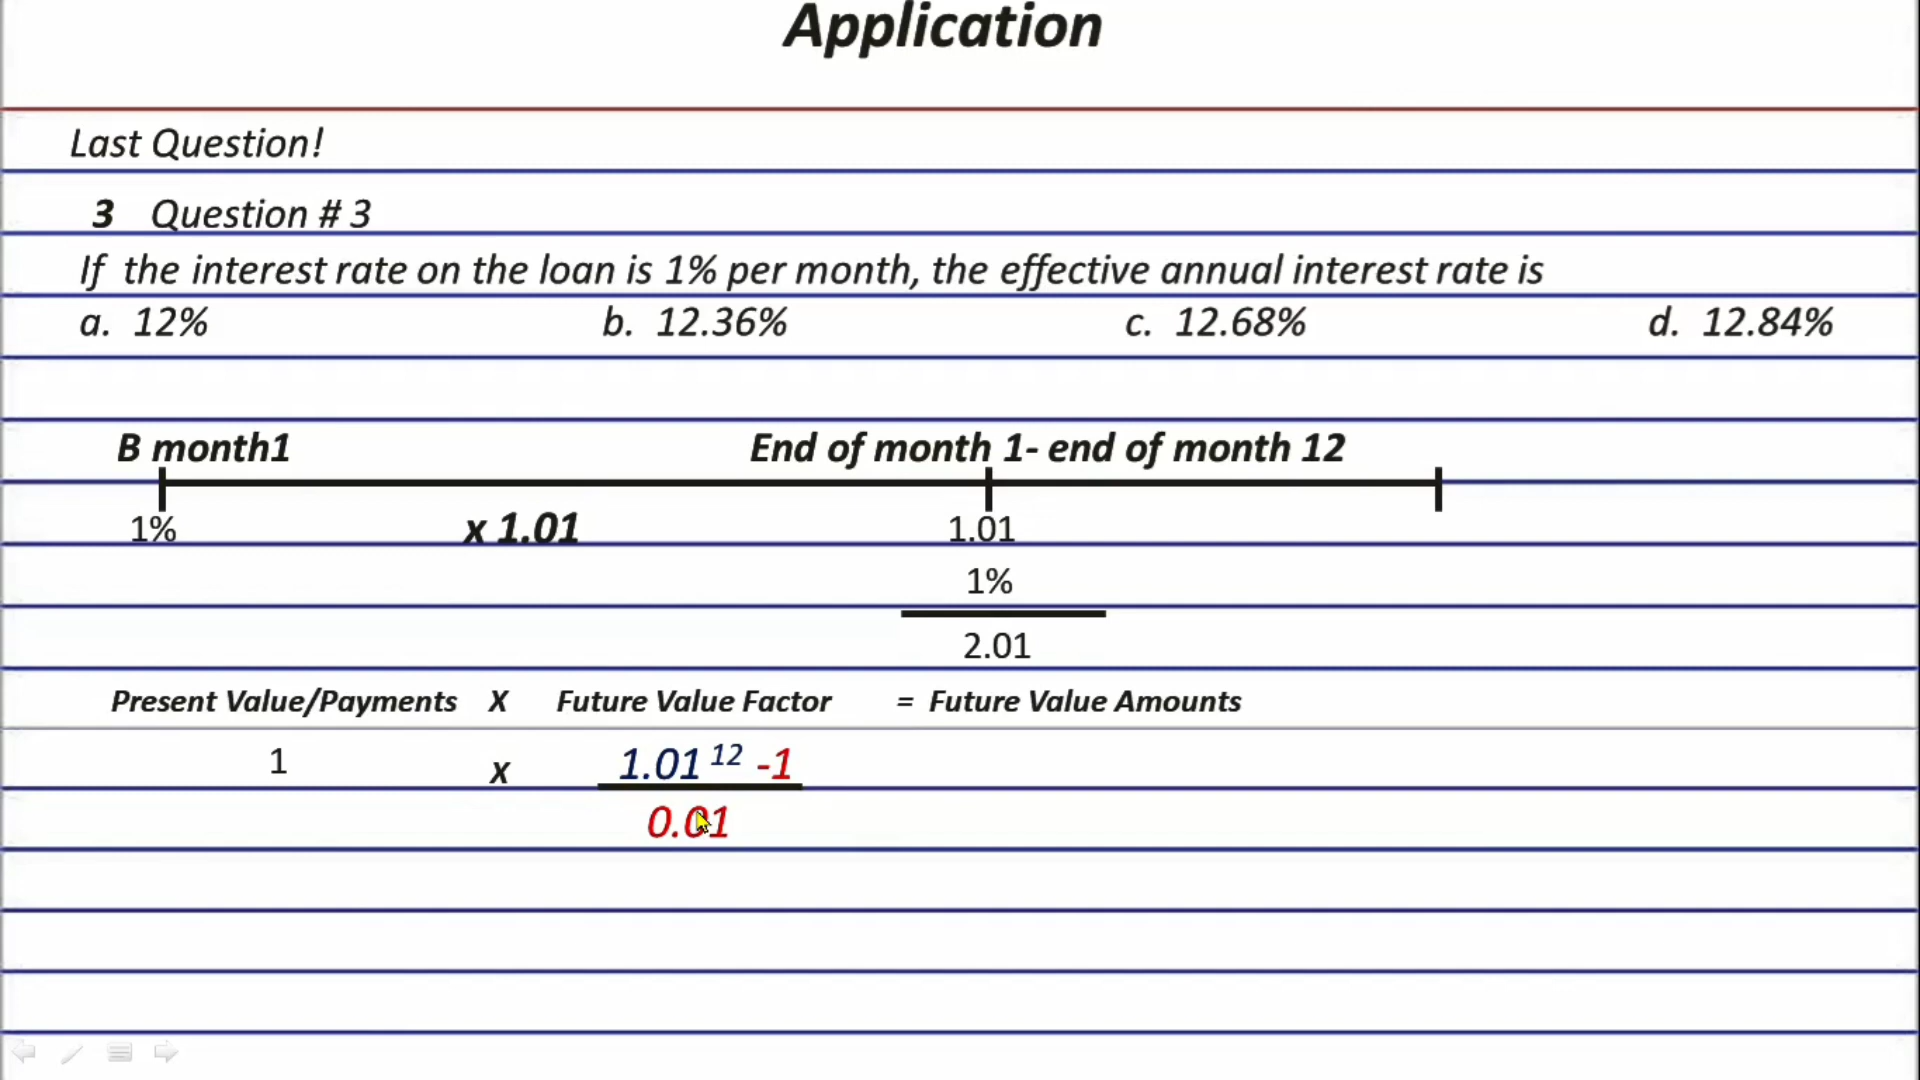 Application
Last Question!
3 Question # 3
If the interest rate on the loan is 1% per month, the effective annual interest rate is
a. 12% b. 12.36% c. 12.68% d. 12.84%
B month1 End of month 1- end of month 12
1% x 1.01 1.01
1%
2.01
Present Value/Payments X Future Value Factor = Future Value Amounts
1 x 1.01 12 -1
0.01